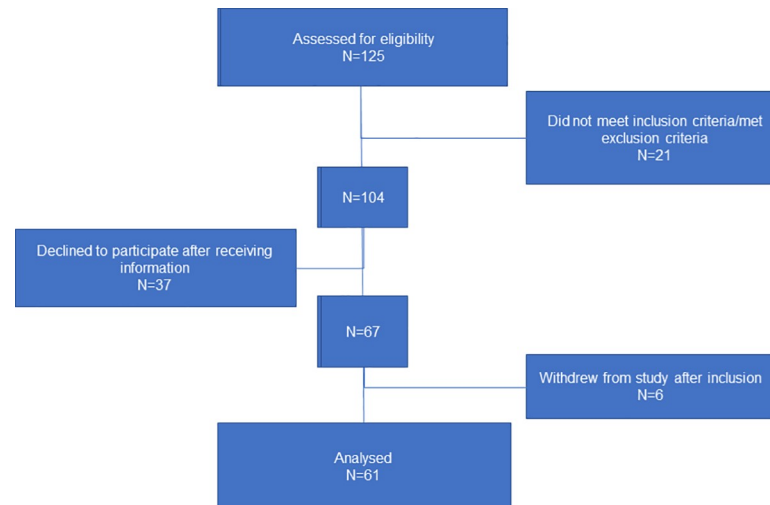 Assessed for eligibility
N=125
Did not meet inclusion criteria/met
exclusion criteria
N=21
N=104
Declined to participate after receiving
information
N=37
N=67
Withdrew from study after inclusion
N=6
Analysed
N=61